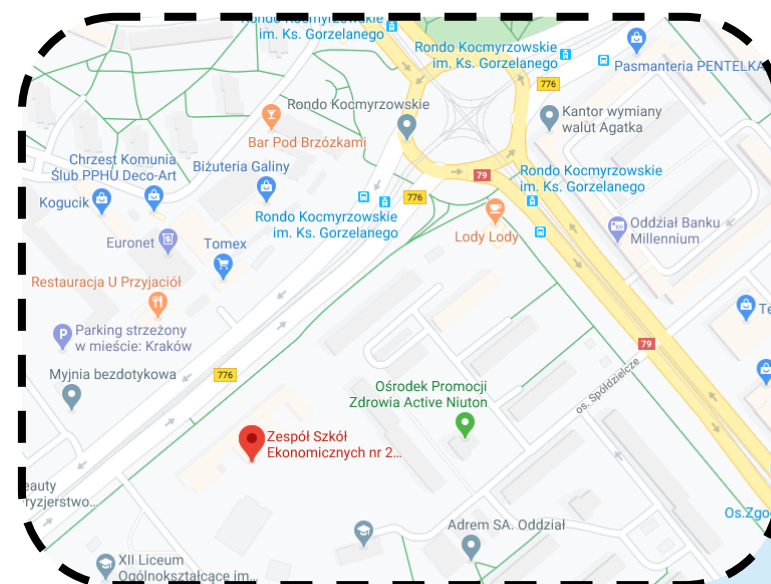 Rondo Kocmyrzowskie
im. Ks. Gorzelanego
Rondo Kocmyrzowskie
im. Ks. Gorzelanego
Pasmanteria PENTELKA
776
Rondo Kocmyrzowskie
Kantor wymiany
walut Agatka
Bar Pod Brzózkami
Chrzest Komunia
Ślub PPHU Deco-Art
Biżuteria Galiny
Rondo Kocmyrzowskie
im. Ks. Gorzelanego
79
776
Kogucik
Rondo Kocmyrzowskie
im. Ks. Gorzelanego
Oddział Banku
Millennium
Euronet
Tomex
Lody Lody
Restauracja U Przyjaciół
Parking strzeżony
w mieście: Kraków
79
Myjnia bezdotykowa
776
Ośrodek Promocji
Zdrowia Active Niuton
os. Spółdzielcze
Zespół Szkół
Ekonomicznych nr 2...
eauty
ryzjerstwo...
Adrem SA. Oddział
Os.Zgo
XII Liceum
Ogólnokształcące im...